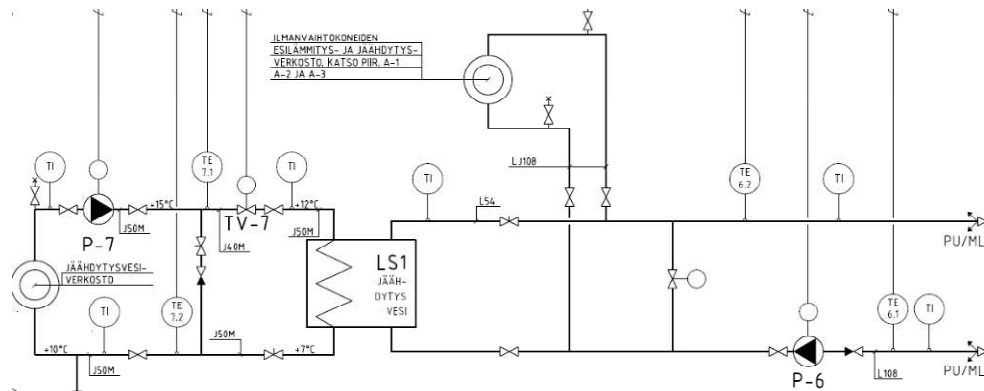 ILMANVAIHTOKONEIDEN
ESILÄMMITYS- JA JÄÄHDYTYS-
VERKOSTO, KATSO PIIR. A-1
A-2 JA A-3
TI
TE
7.1
TI
LJ108
TI
TE
6.2
TI
+15°C
TV-7
+12°C
L54
P-7
J50M
J40M
J50M
PU/ML
JÄÄHDYTYSVESI-
VERKOSTO
LS1
JÄÄH-
DYTYS
VESI
TI
TE
7.2
TE
6.1
TI
+10°C
J50M
J50M
+7°C
P-6
L108
PU/ML